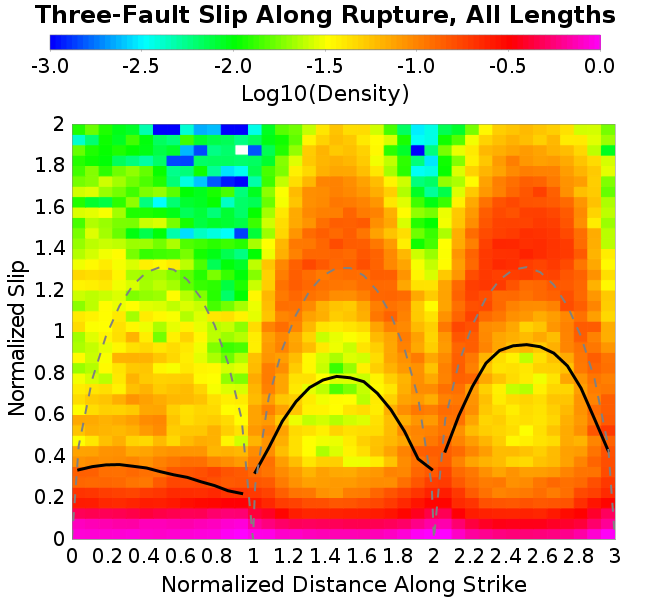 Three-Fault Slip Along Rupture, All Lengths
-3.0 -2.5 -2.0 -1.5 -1.0 -0.5 0.0
Log10(Density)
2
1.8
1.6
1.4
1.2
1
0.8
0.6
0.4
0.2
0
Normalized Slip
0 0.2 0.4 0.6 0.8 1 1.2 1.4 1.6 1.8 2 2.2 2.4 2.6 2.8 3
Normalized Distance Along Strike